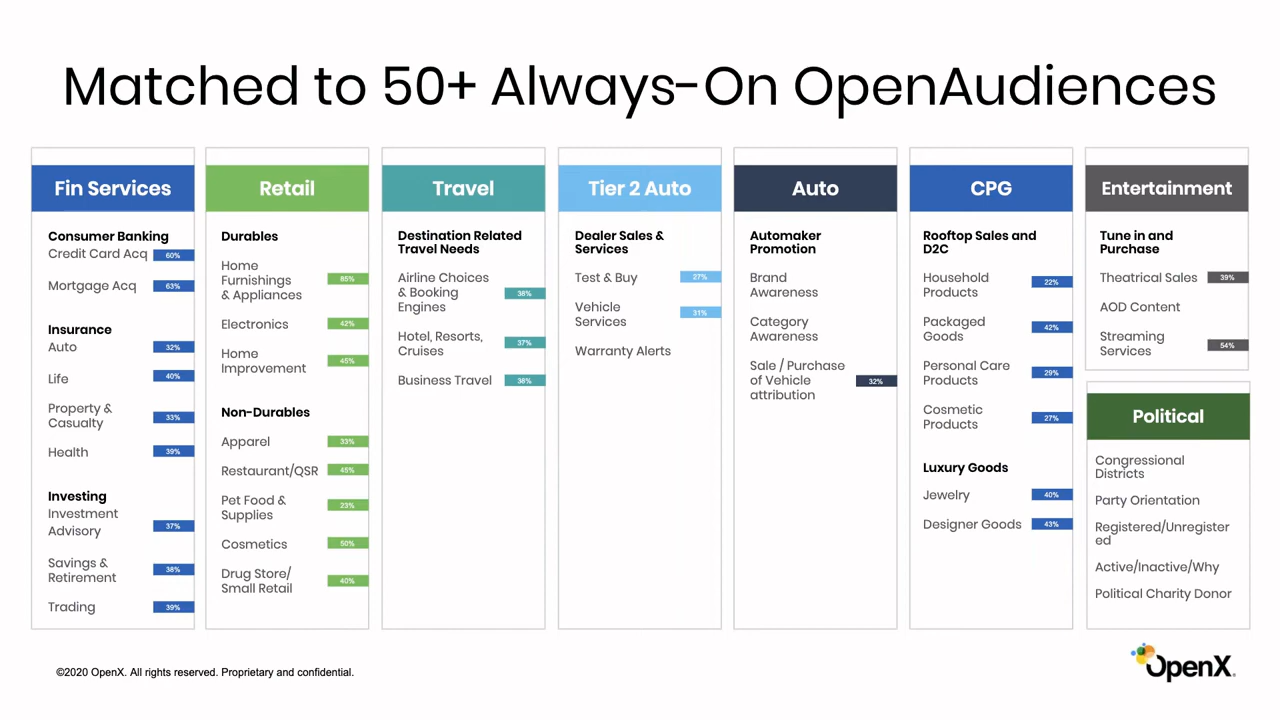 Matched to 50+ Always-On OpenAudiences
Fin Services
Consumer Banking
Credit Card Acq 60%
Mortgage Acq 63%
Insurance
Auto 32%
Life 40%
Property &
Casualty 33%
Health 39%
Investing
Investment
Advisory 37%
Savings &
Retirement 38%
Trading 39%
Retail
Durables
Home
Furnishings 65%
& Appliances
Electronics 42%
Home
Improvement 45%
Non-Durables
Apparel 33%
Restaurant/QSR 45%
Pet Food &
Supplies 23%
Cosmetics 50%
Drug Store/
Small Retail 40%
Travel
Destination Related
Travel Needs
Airline Choices
& Booking 38%
Engines
Hotel, Resorts,
Cruises 37%
Business Travel 38%
Tier 2 Auto
Dealer Sales &
Services
Test & Buy 27%
Vehicle 31%
Services
Warranty Alerts
Auto
Automaker
Promotion
Brand
Awareness
Category
Awareness
Sale / Purchase
of Vehicle 32%
attribution
CPG
Rooftop Sales and
D2C
Household
Products 22%
Packaged
Goods 42%
Personal Care
Products 29%
Cosmetic
Products 27%
Luxury Goods
Jewelry 40%
Designer Goods 43%
Entertainment
Tune in and
Purchase
Theatrical Sales 39%
AOD Content
Streaming
Services 54%
Political
Congressional
Districts
Party Orientation
Registered/Unregister
ed
Active/Inactive/Why
Political Charity Donor
©2020 OpenX. All rights reserved. Proprietary and confidential.
OpenX.